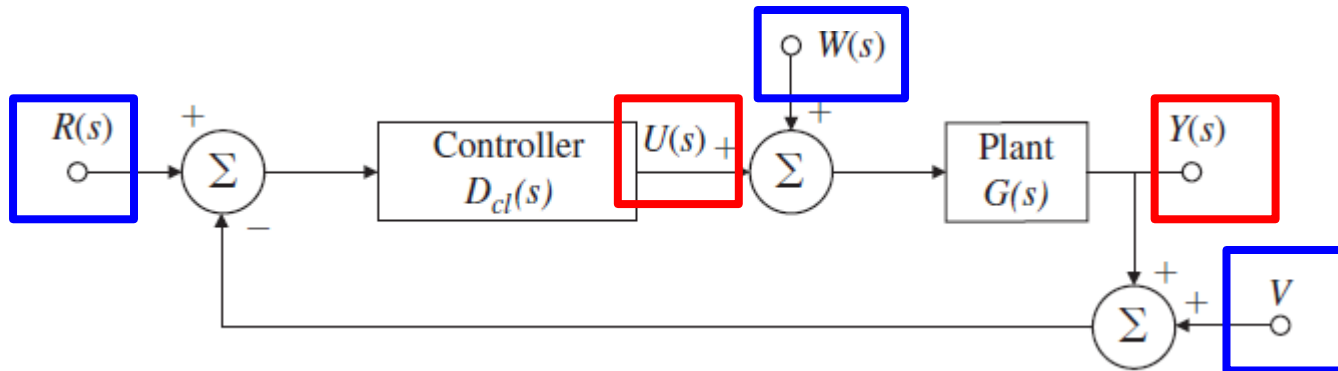 W(s)
R(s)
+
Σ
−
Controller
D_cl(s)
U(s)
+
+
Σ
Plant
G(s)
Y(s)
+
+
Σ
V